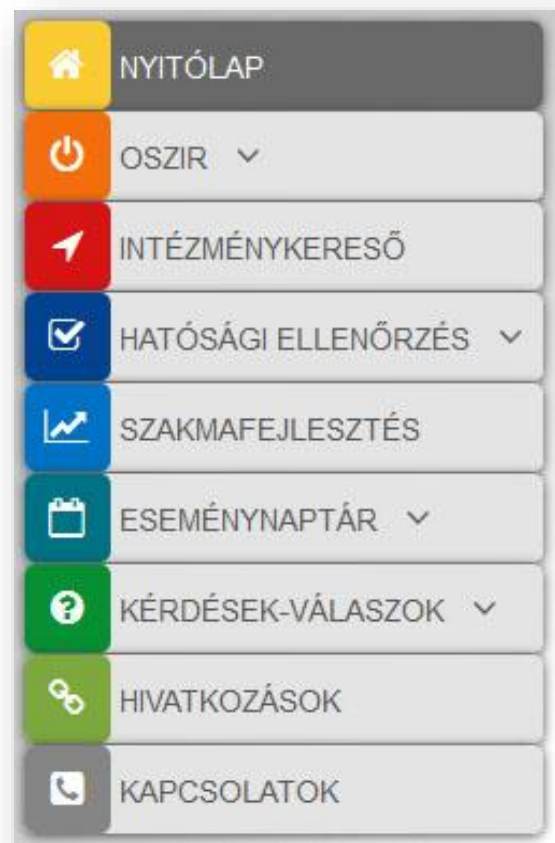 NYITÓLAP
OSZIR
INTÉZMÉNYKERESŐ
HATÓSÁGI ELLENŐRZÉS
SZAKMAFEJLESZTÉS
ESEMÉNYNAPTÁR
KÉRDÉSEK-VÁLASZOK
HIVATKOZÁSOK
KAPCSOLATOK